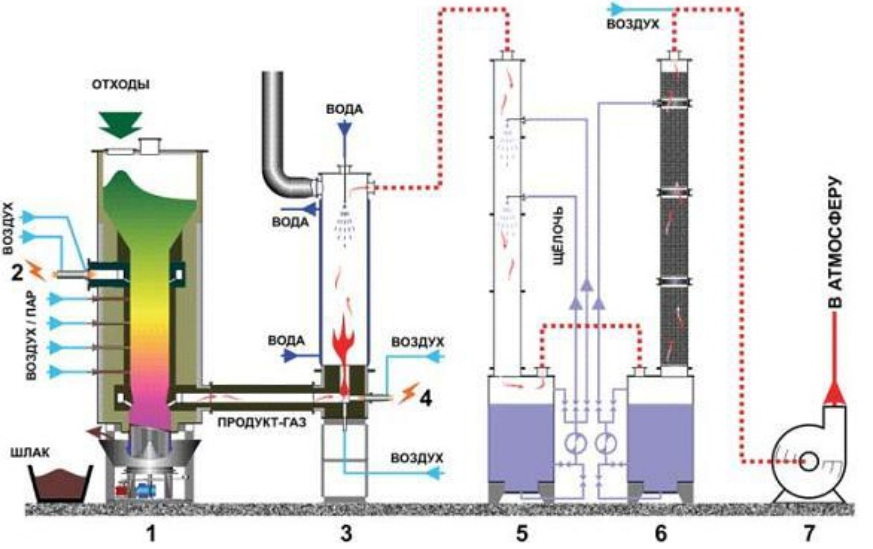 ВОЗДУХ
ОТХОДЫ
ВОДА
ВОЗДУХ
2
ВОДА
ЩЁЛОЧЬ
В АТМОСФЕРУ
ВОЗДУХ / ПАР
ВОДА
ВОЗДУХ
4
ПРОДУКТ-ГАЗ
ШЛАК
ВОЗДУХ
1
3
5
6
7